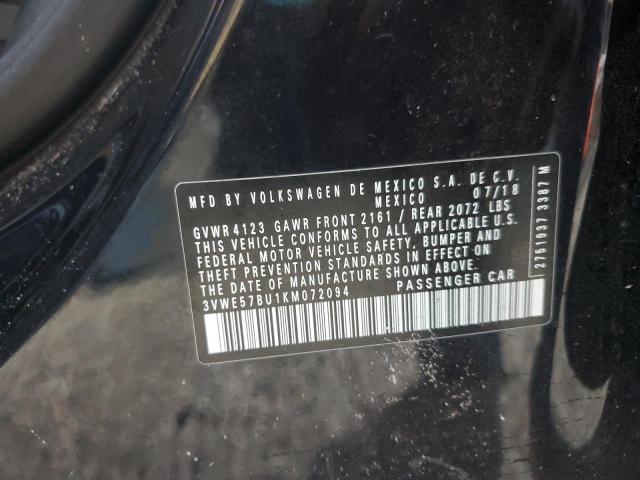 MFD BY VOLKSWAGEN DE MEXICO S.A. DE C.V.
MEXICO 07/18
GVWR 4123 GAWR FRONT 2161 / REAR 2072 LBS
THIS VEHICLE CONFORMS TO ALL APPLICABLE U.S.
FEDERAL MOTOR VEHICLE SAFETY, BUMPER AND
THEFT PREVENTION STANDARDS IN EFFECT ON
THE DATE OF MANUFACTURE SHOWN ABOVE.
3VWE57BU1KM072094 PASSENGER CAR
2761937 3307 M